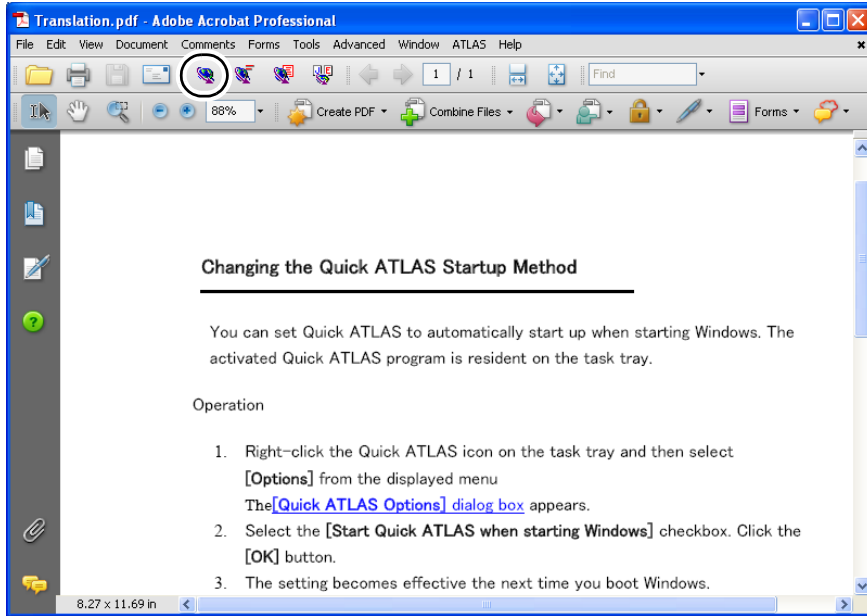 Translation.pdf - Adobe Acrobat Professional
File Edit View Document Comments Forms Tools Advanced Window ATLAS Help
1 / 1 Find
88% Create PDF Combine Files Forms
Changing the Quick ATLAS Startup Method
You can set Quick ATLAS to automatically start up when starting Windows. The
activated Quick ATLAS program is resident on the task tray.
Operation
1. Right-click the Quick ATLAS icon on the task tray and then select
[Options] from the displayed menu
The[Quick ATLAS Options] dialog box appears.
2. Select the [Start Quick ATLAS when starting Windows] checkbox. Click the
[OK] button.
3. The setting becomes effective the next time you boot Windows.
8.27 x 11.69 in